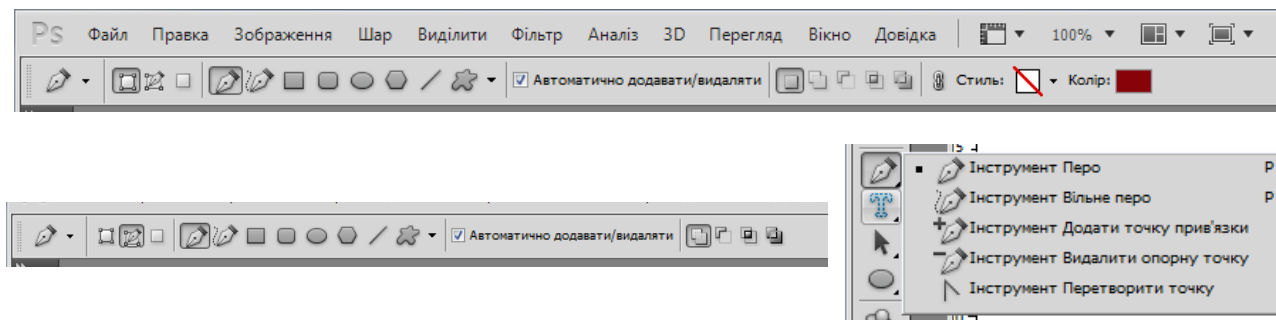 Ps Файл Правка Зображення Шар Виділити Фільтр Аналіз 3D Перегляд Вікно Довідка 100%
Автоматично додавати/видаляти Стиль: Колір:
Автоматично додавати/видаляти
Інструмент Перо P
Інструмент Вільне перо P
Інструмент Додати точку прив'язки
Інструмент Видалити опорну точку
Інструмент Перетворити точку